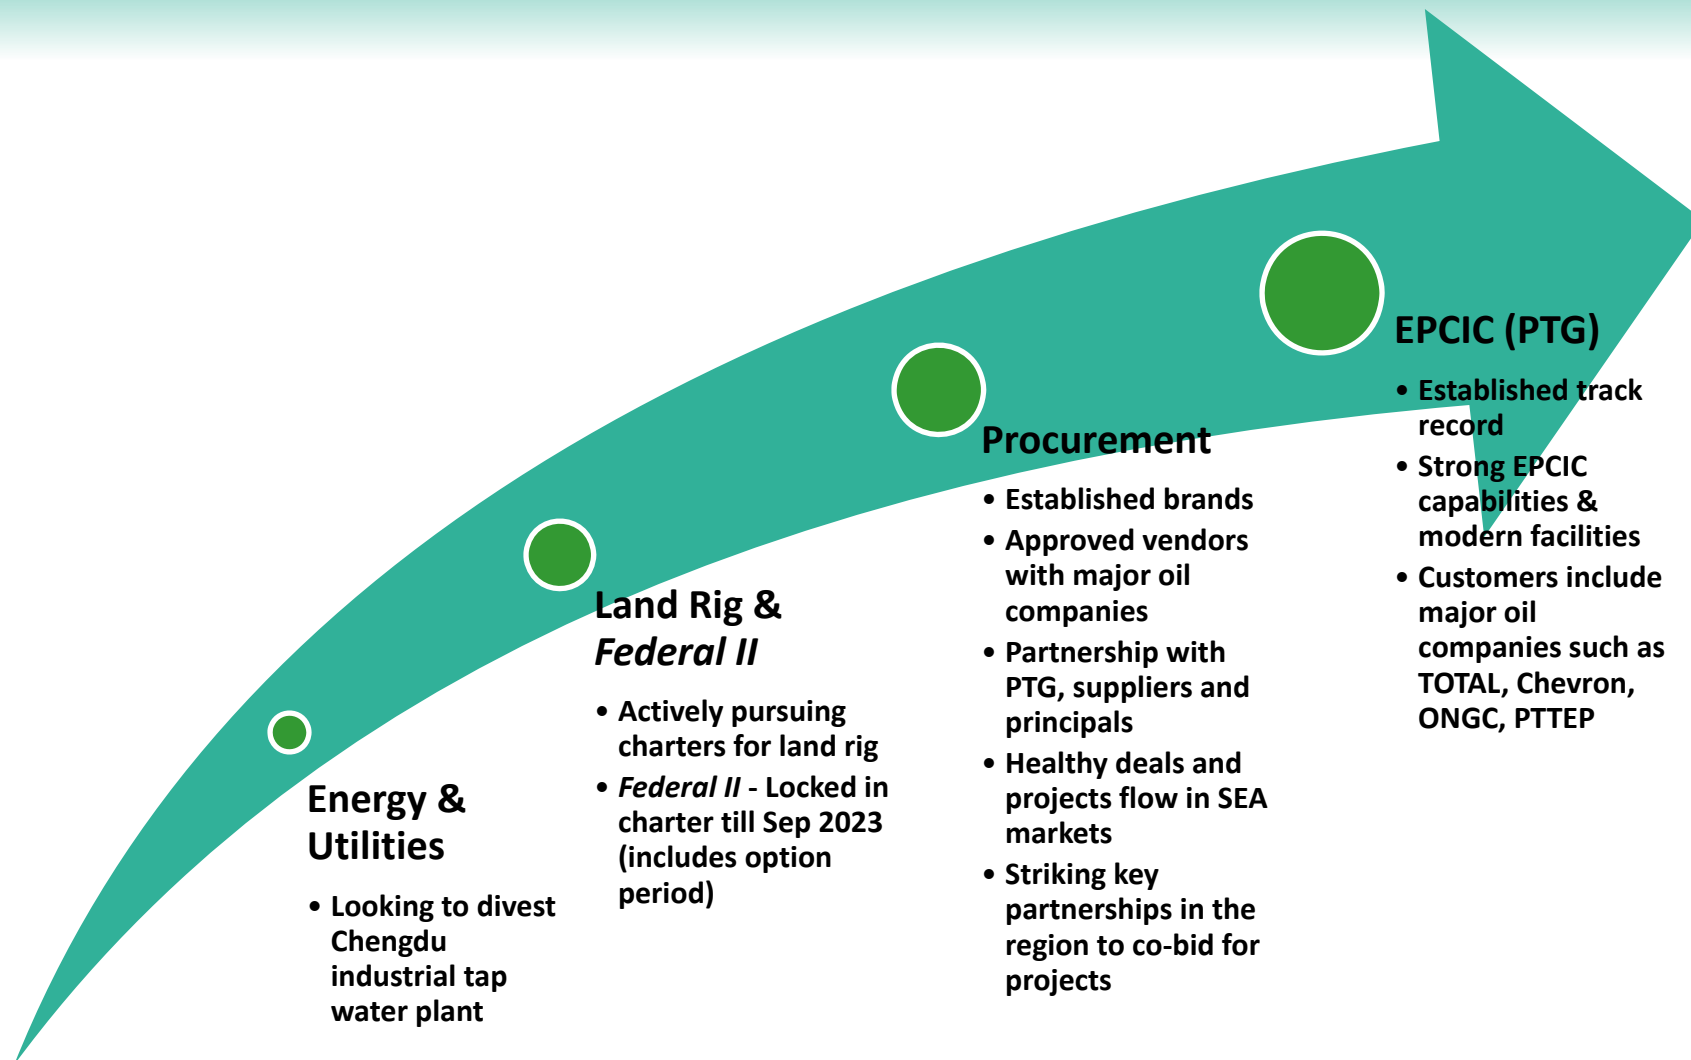 Energy &
Utilities
• Looking to divest
Chengdu
industrial tap
water plant
Land Rig &
Federal II
• Actively pursuing
charters for land rig
• Federal II - Locked in
charter till Sep 2023
(includes option
period)
Procurement
• Established brands
• Approved vendors
with major oil
companies
• Partnership with
PTG, suppliers and
principals
• Healthy deals and
projects flow in SEA
markets
• Striking key
partnerships in the
region to co-bid for
projects
EPCIC (PTG)
• Established track
record
• Strong EPCIC
capabilities &
modern facilities
• Customers include
major oil
companies such as
TOTAL, Chevron,
ONGC, PTTEP